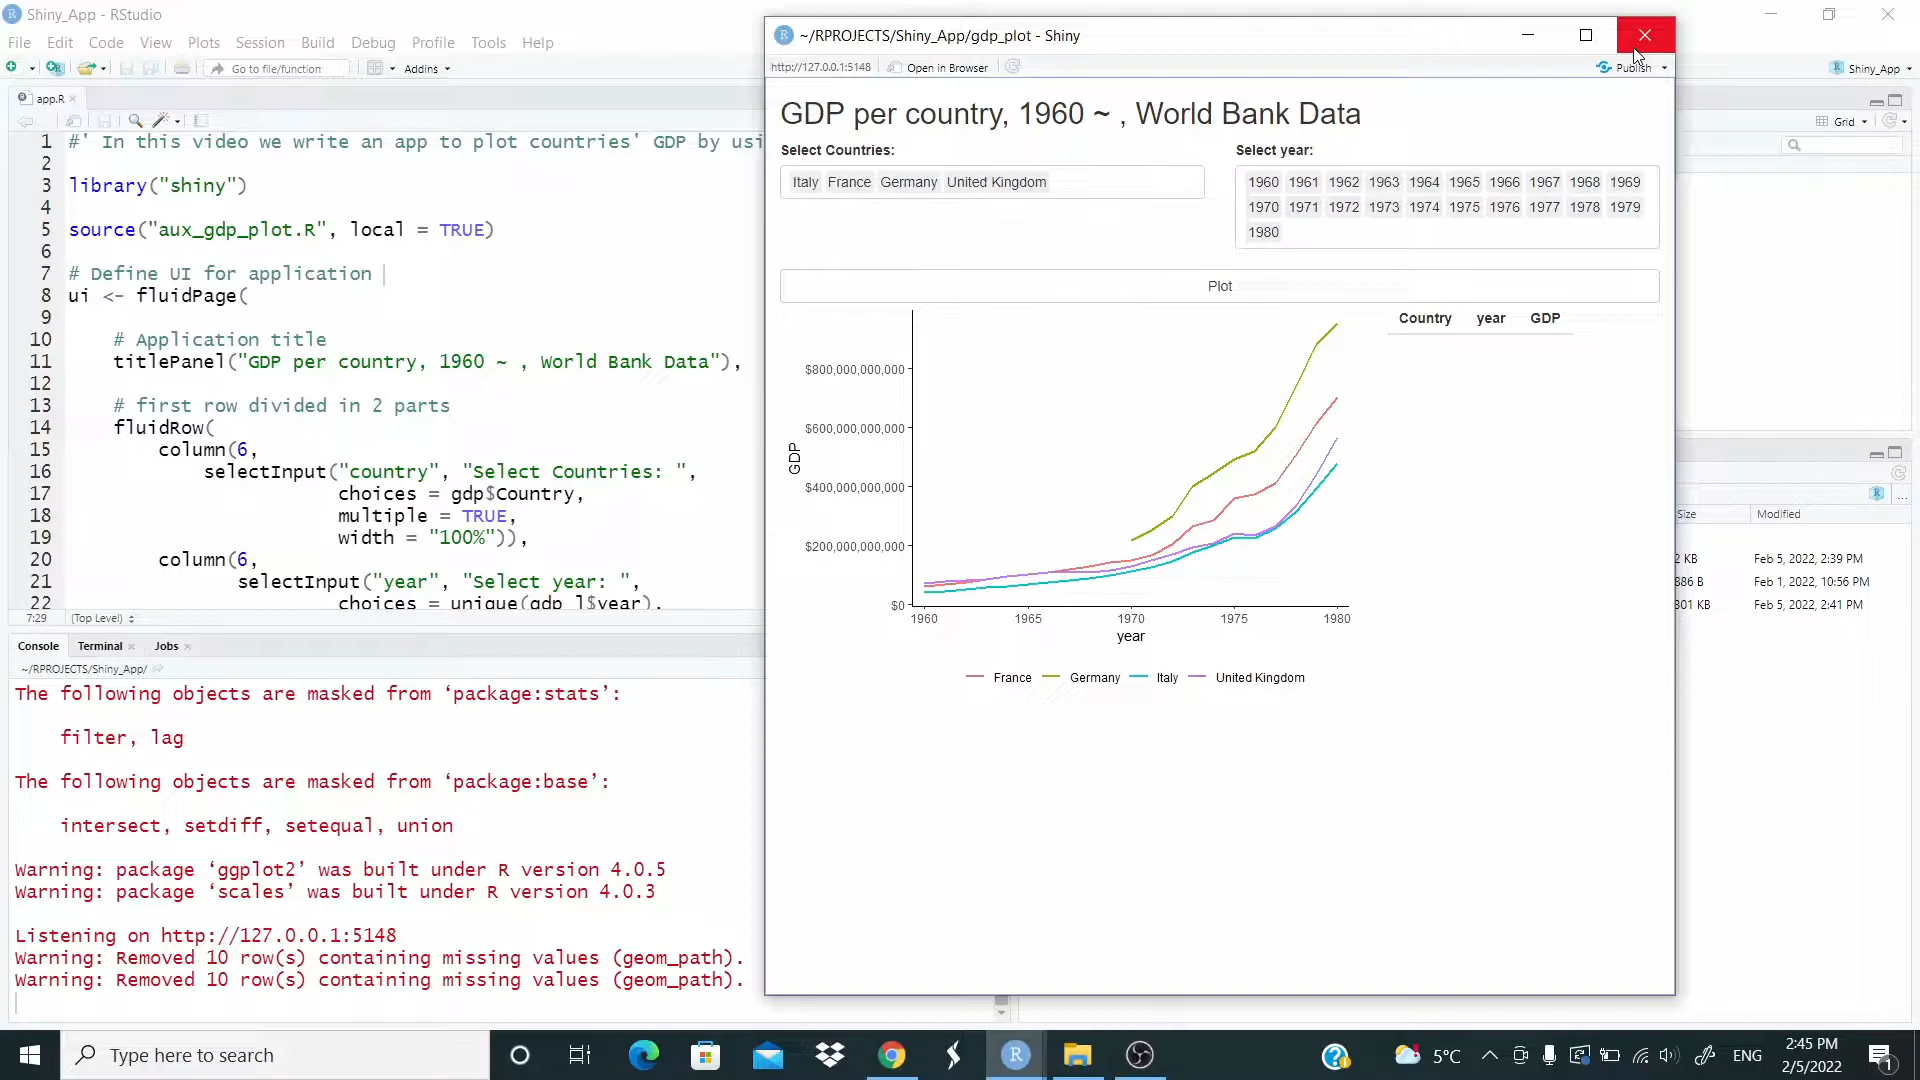 Shiny_App - RStudio
File Edit Code View Plots Session Build Debug Profile Tools Help
Go to file/function
Addins
Shiny_App
app.R
1 #' In this video we write an app to plot countries' GDP by usi
2
3 library("shiny")
4
5 source("aux_gdp_plot.R", local = TRUE)
6
7 # Define UI for application
8 ui <- fluidPage(
9
10 # Application title
11 titlePanel("GDP per country, 1960 ~ , World Bank Data"),
12
13 # first row divided in 2 parts
14 fluidRow(
15 column(6,
16 selectInput("country", "Select Countries: ",
17 choices = gdp$Country,
18 multiple = TRUE,
19 width = "100%")),
20 column(6,
21 selectInput("year", "Select year: ",
22 choices = unique(gdp_l$year),
7:29 (Top Level)
Console Terminal Jobs
~/RPROJECTS/Shiny_App/
The following objects are masked from ‘package:stats’:
filter, lag
The following objects are masked from ‘package:base’:
intersect, setdiff, setequal, union
Warning: package ‘ggplot2’ was built under R version 4.0.5
Warning: package ‘scales’ was built under R version 4.0.3
Listening on http://127.0.0.1:5148
Warning: Removed 10 row(s) containing missing values (geom_path).
Warning: Removed 10 row(s) containing missing values (geom_path).
~/RPROJECTS/Shiny_App/gdp_plot - Shiny
http://127.0.0.1:5148 Open in Browser
Publish
GDP per country, 1960 ~ , World Bank Data
Select Countries:
Italy France Germany United Kingdom
Select year:
1960 1961 1962 1963 1964 1965 1966 1967 1968 1969
1970 1971 1972 1973 1974 1975 1976 1977 1978 1979
1980
Plot
Country year GDP
$800,000,000,000
$600,000,000,000
$400,000,000,000
$200,000,000,000
$0
GDP
1960 1965 1970 1975 1980
year
France Germany Italy United Kingdom
Grid
Size Modified
2 KB Feb 5, 2022, 2:39 PM
886 B Feb 1, 2022, 10:56 PM
301 KB Feb 5, 2022, 2:41 PM
Type here to search
5°C
ENG
2:45 PM
2/5/2022
1